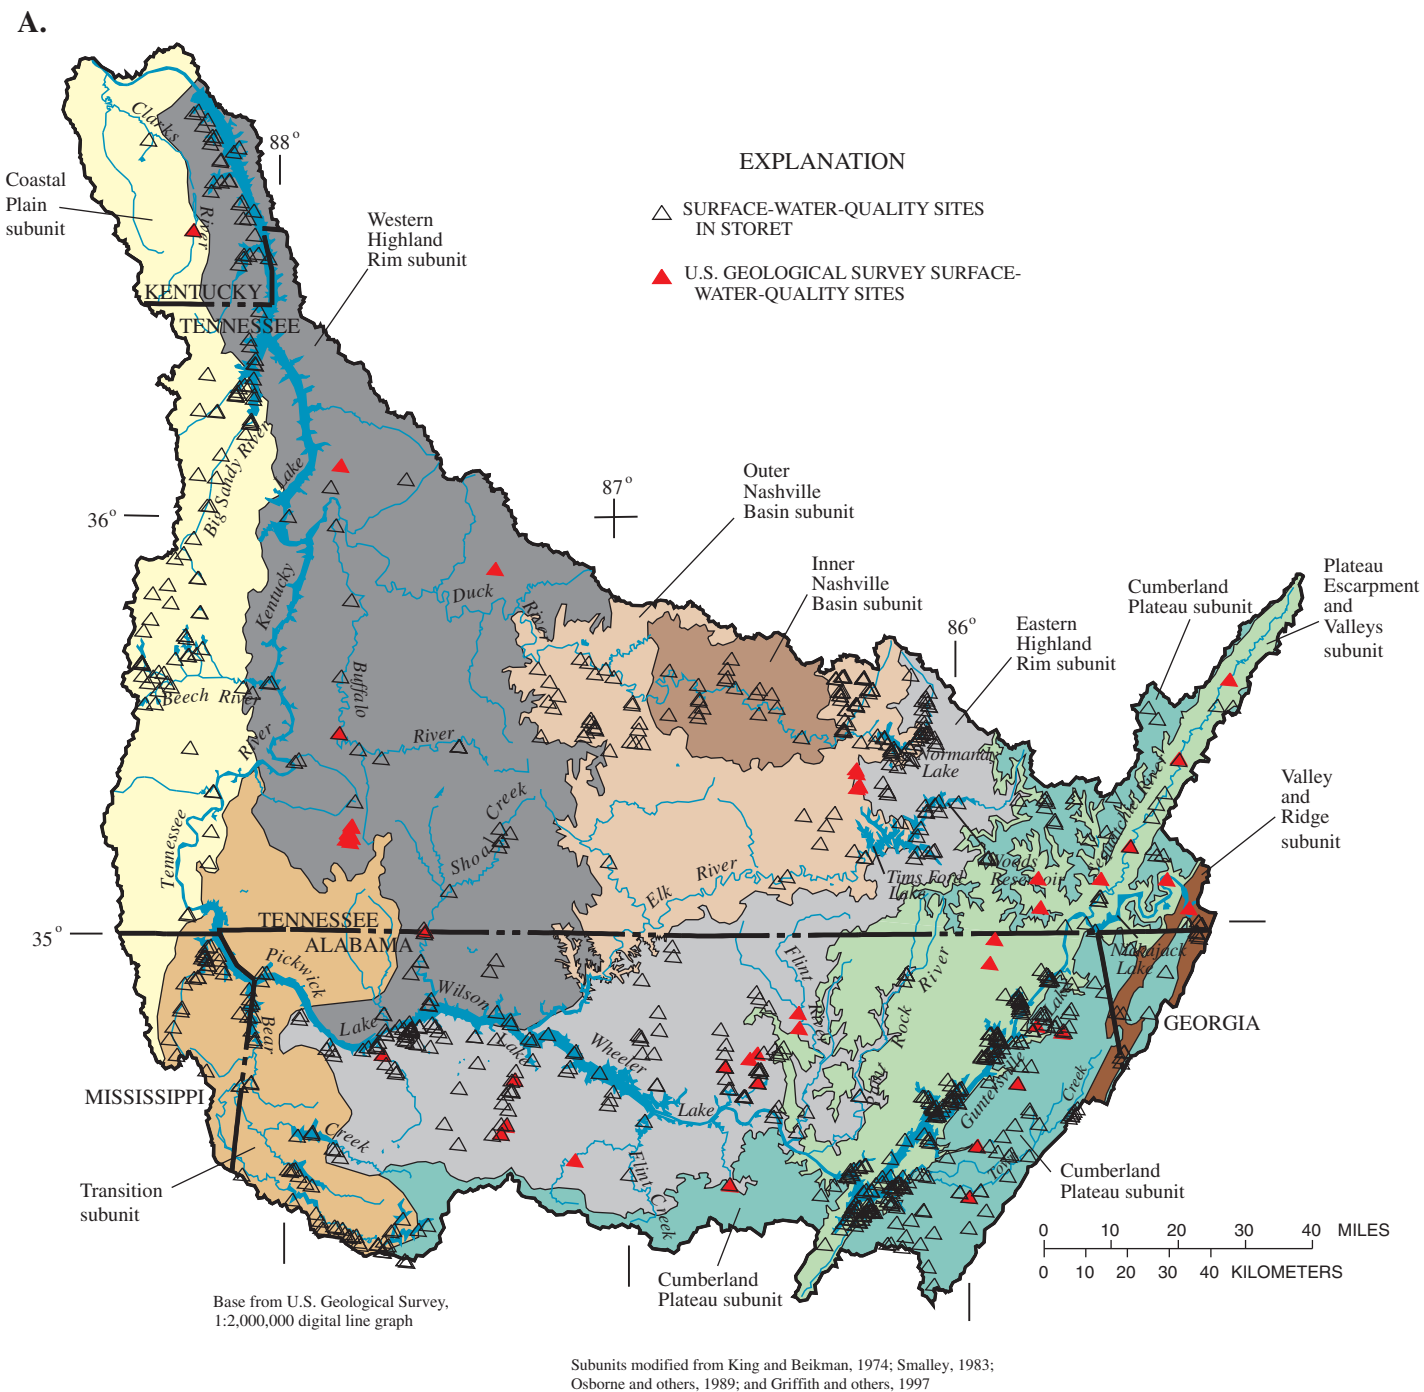 A.
88°
EXPLANATION
SURFACE-WATER-QUALITY SITES
IN STORET
U.S. GEOLOGICAL SURVEY SURFACE-
WATER-QUALITY SITES
Coastal
Plain
subunit
Western
Highland
Rim subunit
Clarks
River
KENTUCKY
TENNESSEE
Big Sandy River
Lake
Kentucky
36°
87°
Outer
Nashville
Basin subunit
Inner
Nashville
Basin subunit
86°
Eastern
Highland
Rim subunit
Cumberland
Plateau subunit
Plateau
Escarpment
and
Valleys
subunit
Duck
River
Buffalo
River
Beech River
River
Tennessee
Shoal Creek
Normandy
Lake
Sequatchie River
Valley
and
Ridge
subunit
Woods
Reservoir
Tims Ford
Lake
Elk River
35°
TENNESSEE
ALABAMA
Pickwick
Lake
Wilson
Lake
Wheeler
Lake
Flint
River
Paint Rock River
Nickajack
Lake
Guntersville
Lake
GEORGIA
MISSISSIPPI
Bear
Creek
Flint Creek
Town Creek
Transition
subunit
Cumberland
Plateau subunit
Cumberland
Plateau subunit
0 10 20 30 40 MILES
0 10 20 30 40 KILOMETERS
Base from U.S. Geological Survey,
1:2,000,000 digital line graph
Subunits modified from King and Beikman, 1974; Smalley, 1983;
Osborne and others, 1989; and Griffith and others, 1997